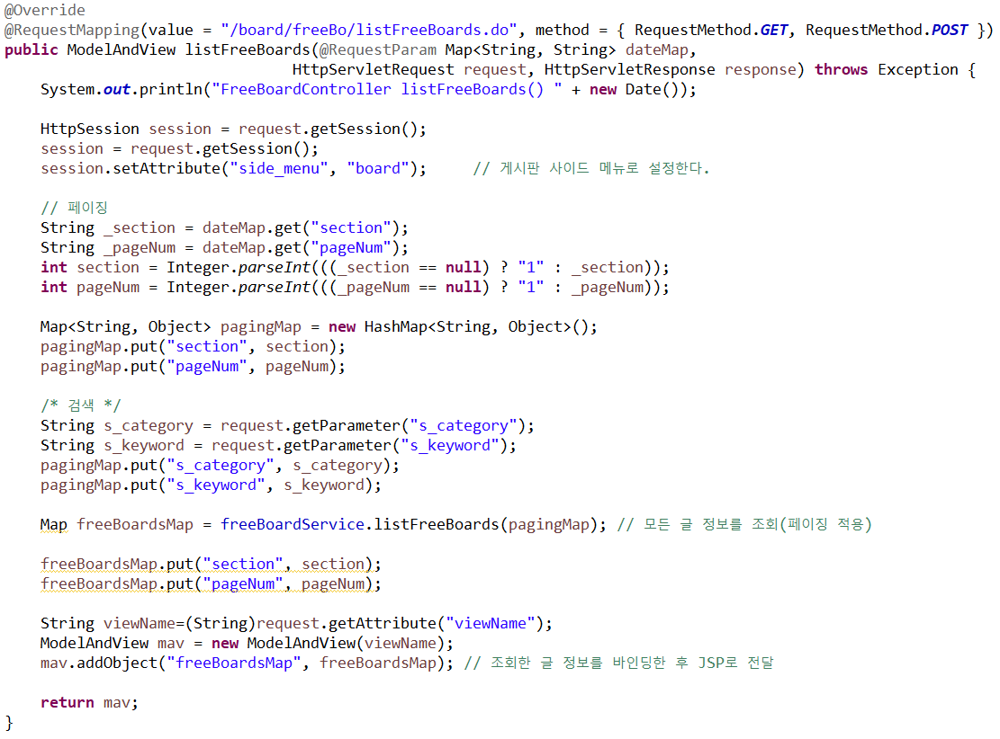 @Override
@RequestMapping(value = "/board/freeBo/listFreeBoards.do", method = { RequestMethod.GET, RequestMethod.POST })
public ModelAndView listFreeBoards(@RequestParam Map<String, String> dateMap,
HttpServletRequest request, HttpServletResponse response) throws Exception {
System.out.println("FreeBoardController listFreeBoards() " + new Date());
HttpSession session = request.getSession();
session = request.getSession();
session.setAttribute("side_menu", "board"); // 게시판 사이드 메뉴로 설정한다.
// 페이징
String _section = dateMap.get("section");
String _pageNum = dateMap.get("pageNum");
int section = Integer.parseInt(((_section == null) ? "1" : _section));
int pageNum = Integer.parseInt(((_pageNum == null) ? "1" : _pageNum));
Map<String, Object> pagingMap = new HashMap<String, Object>();
pagingMap.put("section", section);
pagingMap.put("pageNum", pageNum);
/* 검색 */
String s_category = request.getParameter("s_category");
String s_keyword = request.getParameter("s_keyword");
pagingMap.put("s_category", s_category);
pagingMap.put("s_keyword", s_keyword);
Map freeBoardsMap = freeBoardService.listFreeBoards(pagingMap); // 모든 글 정보를 조회(페이징 적용)
freeBoardsMap.put("section", section);
freeBoardsMap.put("pageNum", pageNum);
String viewName=(String)request.getAttribute("viewName");
ModelAndView mav = new ModelAndView(viewName);
mav.addObject("freeBoardsMap", freeBoardsMap); // 조회한 글 정보를 바인딩한 후 JSP로 전달
return mav;
}